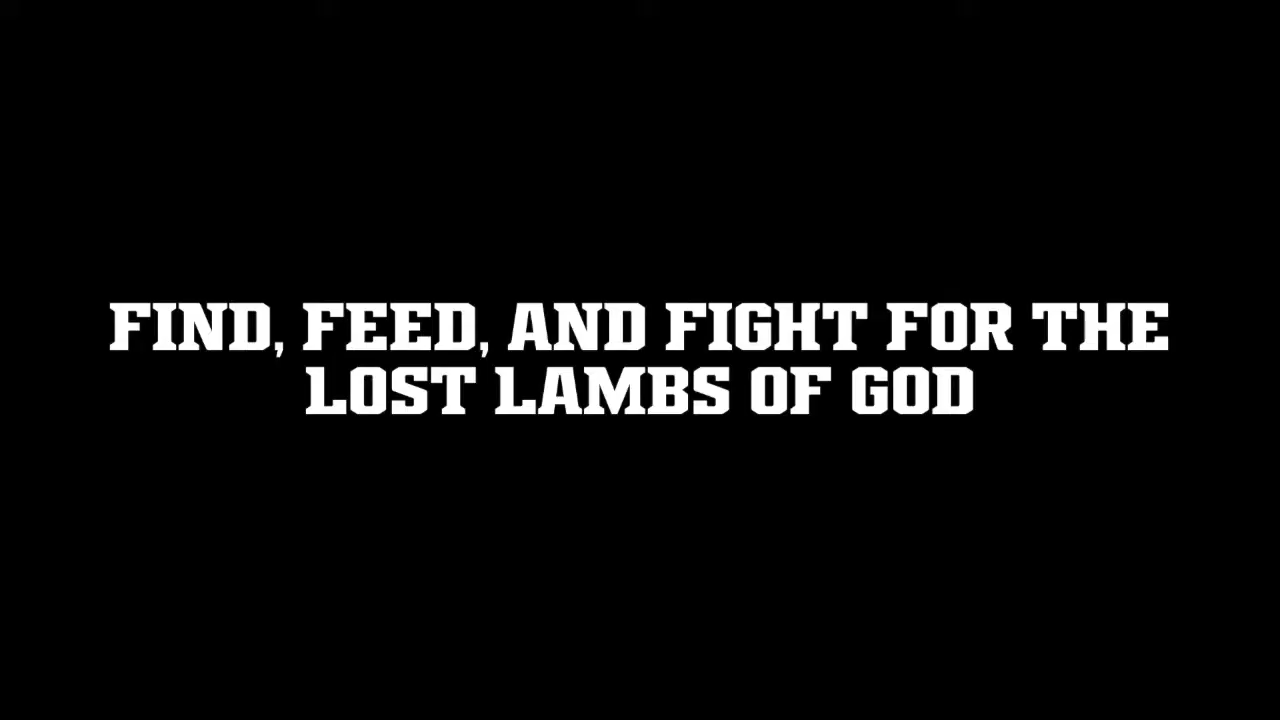 FIND, FEED, AND FIGHT FOR THE
LOST LAMBS OF GOD